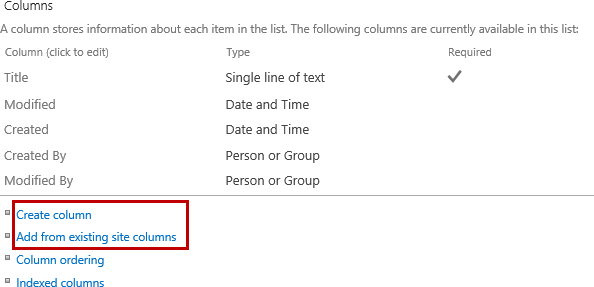 Columns
A column stores information about each item in the list. The following columns are currently available in this list:
Column (click to edit) Type Required
Title Single line of text
Modified Date and Time
Created Date and Time
Created By Person or Group
Modified By Person or Group
Create column
Add from existing site columns
Column ordering
Indexed columns